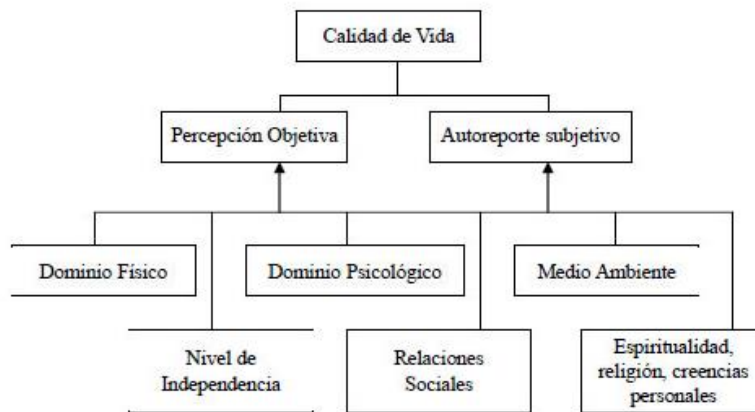 Calidad de Vida
Percepción Objetiva
Autoreporte subjetivo
Dominio Físico
Dominio Psicológico
Medio Ambiente
Nivel de
Independencia
Relaciones
Sociales
Espiritualidad,
religión, creencias
personales